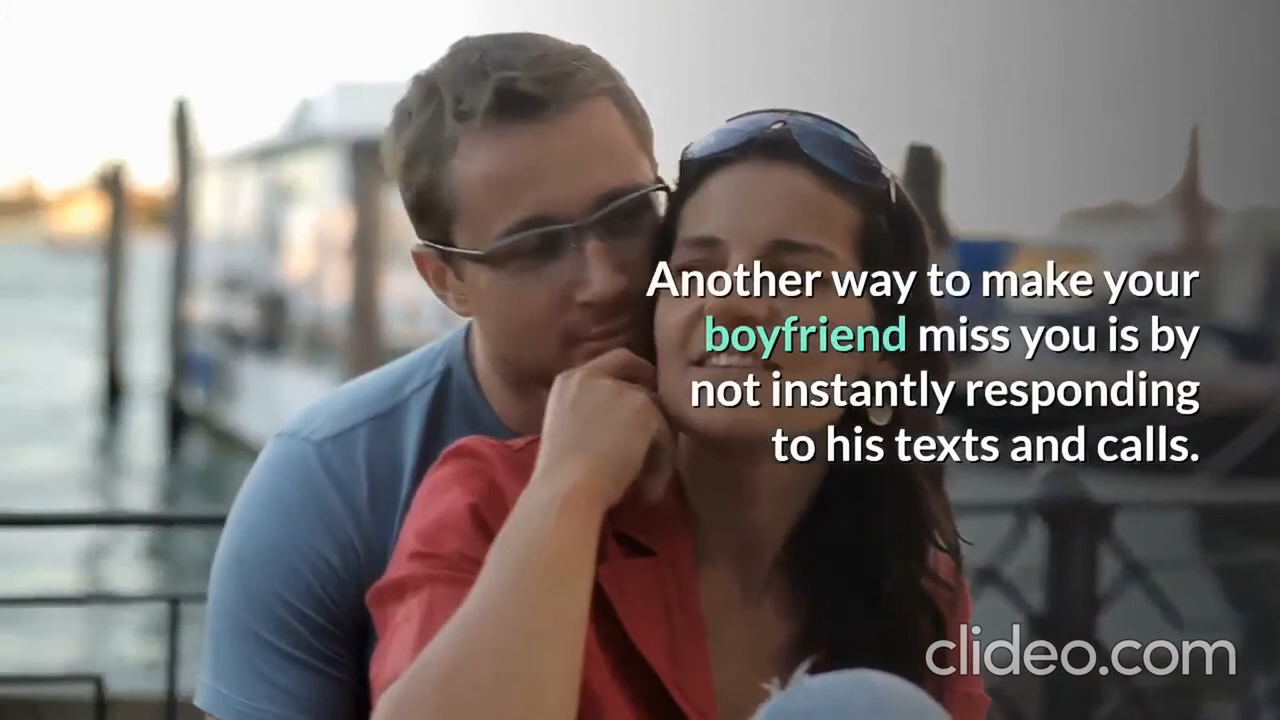 Another way to make your
boyfriend miss you is by
not instantly responding
to his texts and calls.
clideo.com